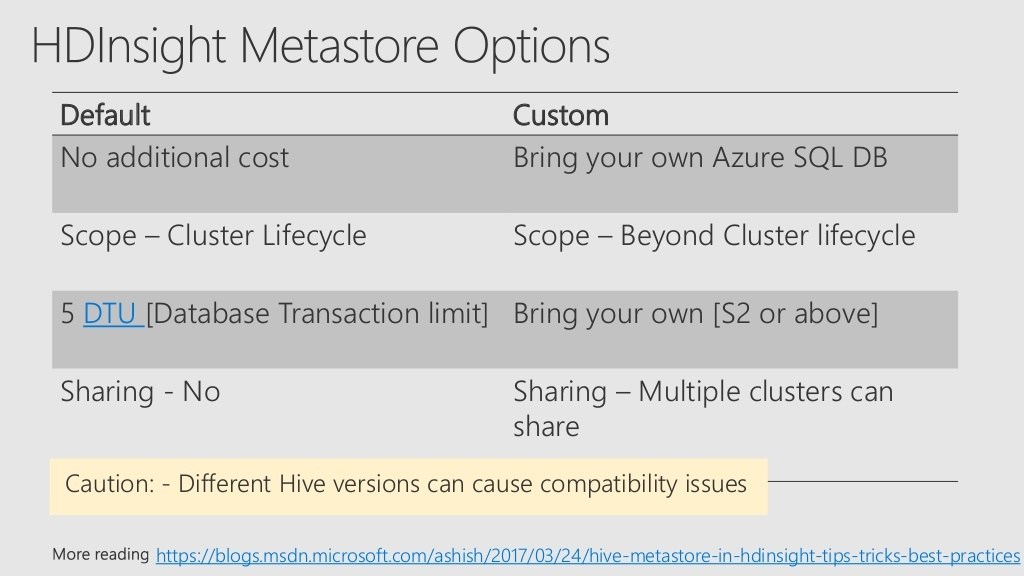 HDInsight Metastore Options
Default Custom
No additional cost Bring your own Azure SQL DB
Scope – Cluster Lifecycle Scope – Beyond Cluster lifecycle
5 DTU [Database Transaction limit] Bring your own [S2 or above]
Sharing - No Sharing – Multiple clusters can
share
Caution: - Different Hive versions can cause compatibility issues
More reading https://blogs.msdn.microsoft.com/ashish/2017/03/24/hive-metastore-in-hdinsight-tips-tricks-best-practices